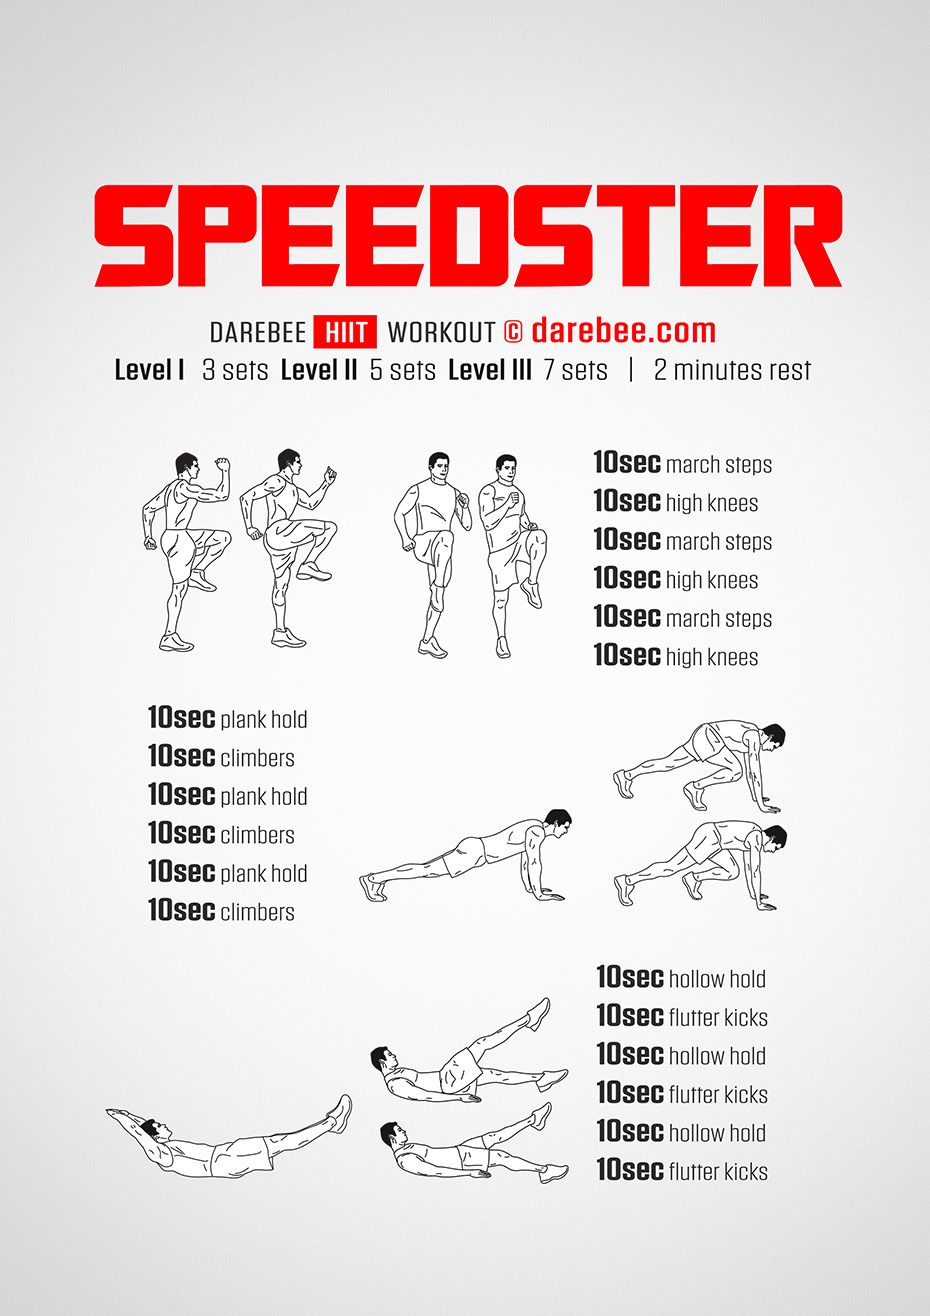 SPEEDSTER
DAREBEE HIIT WORKOUT © darebee.com
Level I 3 sets Level II 5 sets Level III 7 sets | 2 minutes rest
10sec march steps
10sec high knees
10sec march steps
10sec high knees
10sec march steps
10sec high knees
10sec plank hold
10sec climbers
10sec plank hold
10sec climbers
10sec plank hold
10sec climbers
10sec hollow hold
10sec flutter kicks
10sec hollow hold
10sec flutter kicks
10sec hollow hold
10sec flutter kicks